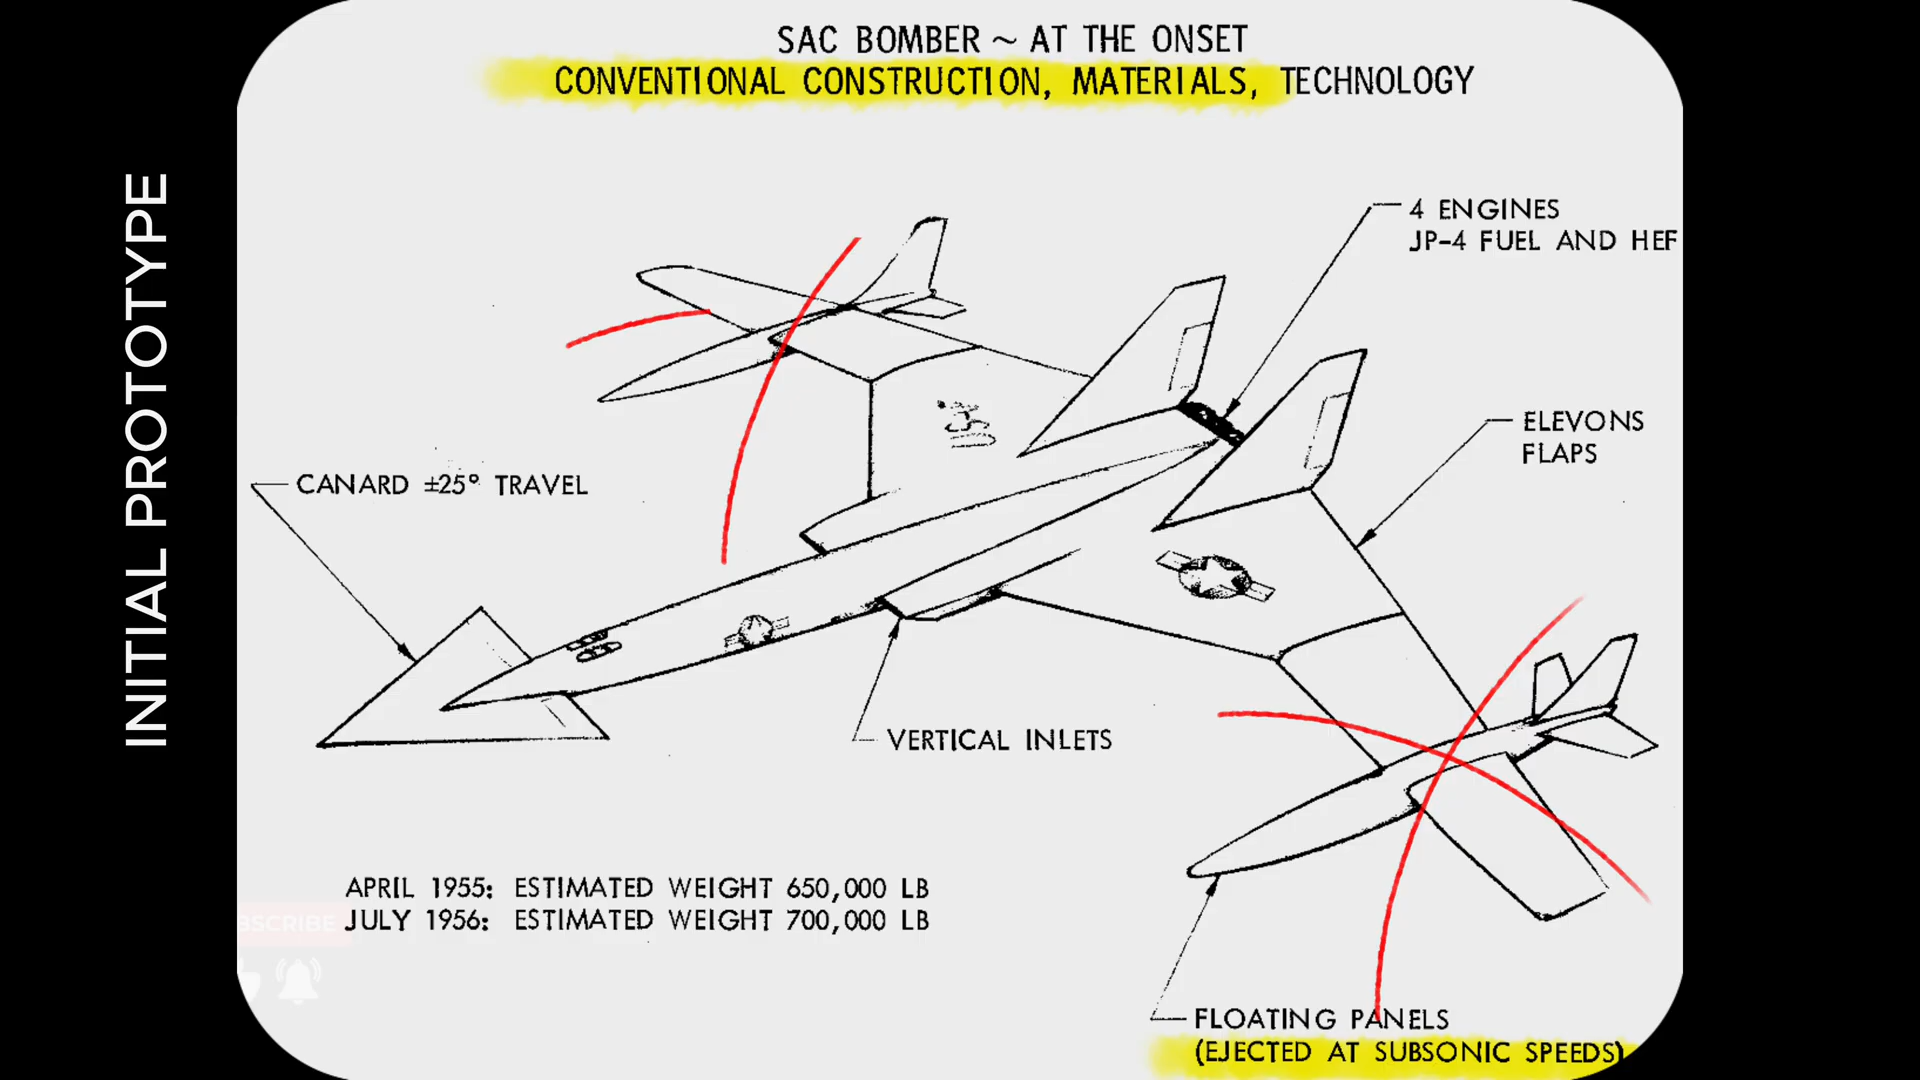 SAC BOMBER ~ AT THE ONSET
CONVENTIONAL CONSTRUCTION, MATERIALS, TECHNOLOGY
INITIAL PROTOTYPE
4 ENGINES
JP-4 FUEL AND HEF
ELEVONS
FLAPS
CANARD ±25° TRAVEL
USA
VERTICAL INLETS
APRIL 1955: ESTIMATED WEIGHT 650,000 LB
JULY 1956: ESTIMATED WEIGHT 700,000 LB
BSCRIBE
FLOATING PANELS
(EJECTED AT SUBSONIC SPEEDS)